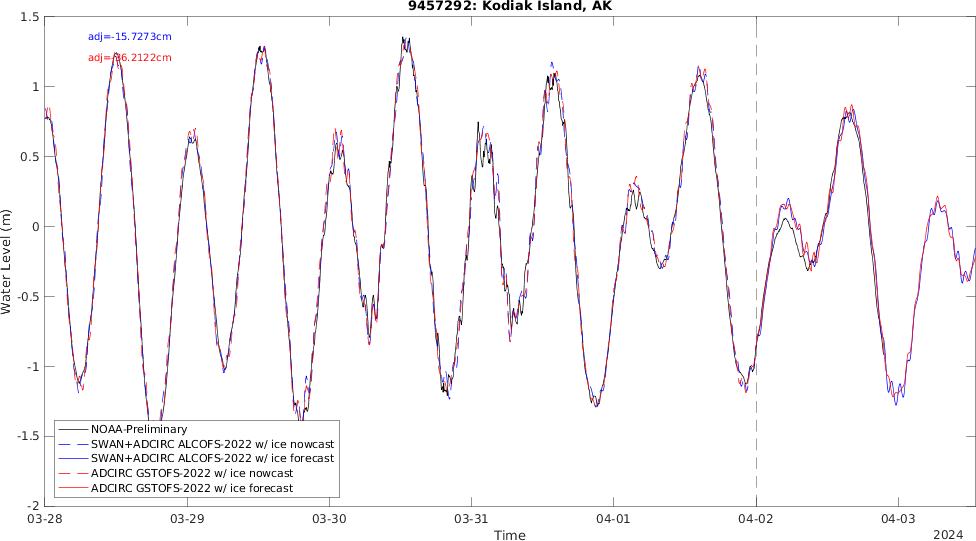 9457292: Kodiak Island, AK
adj=-15.7273cm
adj=-36.2122cm
Water Level (m)
1.5
1
0.5
0
-0.5
-1
-1.5
-2
NOAA-Preliminary
SWAN+ADCIRC ALCOFS-2022 w/ ice nowcast
SWAN+ADCIRC ALCOFS-2022 w/ ice forecast
ADCIRC GSTOFS-2022 w/ ice nowcast
ADCIRC GSTOFS-2022 w/ ice forecast
03-28 03-29 03-30 03-31 04-01 04-02 04-03
Time
2024